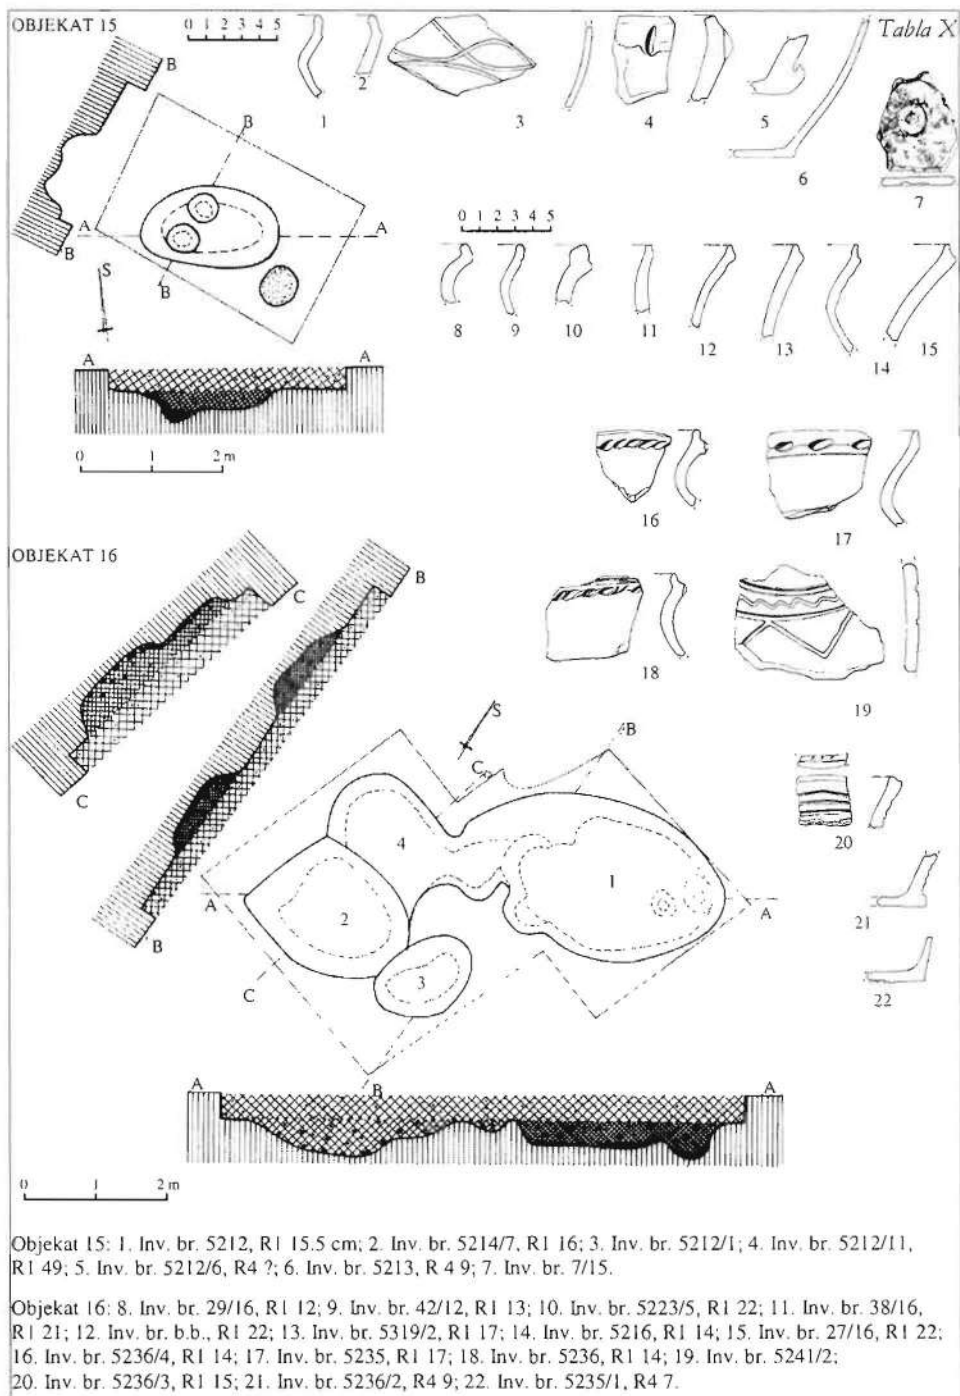 OBJEKAT 15
0 1 2 3 4 5
Tabla X
1
2
3
4
5
6
7
B
B
A
A
B
B
S
0 1 2 3 4 5
8
9
10
11
12
13
14
15
A
A
0 1 2 m
16
17
OBJEKAT 16
C
B
18
19
S
B
C
20
4
1
A
2
A
21
C
B
C
3
22
B
A
A
0 1 2 m
Objekat 15: 1. Inv. br. 5212, R1 15.5 cm; 2. Inv. br. 5214/7, R1 16; 3. Inv. br. 5212/1; 4. Inv. br. 5212/11,
R1 49; 5. Inv. br. 5212/6, R4 ?; 6. Inv. br. 5213, R 4 9; 7. Inv. br. 7/15.
Objekat 16: 8. Inv. br. 29/16, R1 12; 9. Inv. br. 42/12, R1 13; 10. Inv. br. 5223/5, R1 22; 11. Inv. br. 38/16,
R1 21; 12. Inv. br. b.b., R1 22; 13. Inv. br. 5319/2, R1 17; 14. Inv. br. 5216, R1 14; 15. Inv. br. 27/16, R1 22;
16. Inv. br. 5236/4, R1 14; 17. Inv. br. 5235, R1 17; 18. Inv. br. 5236, R1 14; 19. Inv. br. 5241/2;
20. Inv. br. 5236/3, R1 15; 21. Inv. br. 5236/2, R4 9; 22. Inv. br. 5235/1, R4 7.